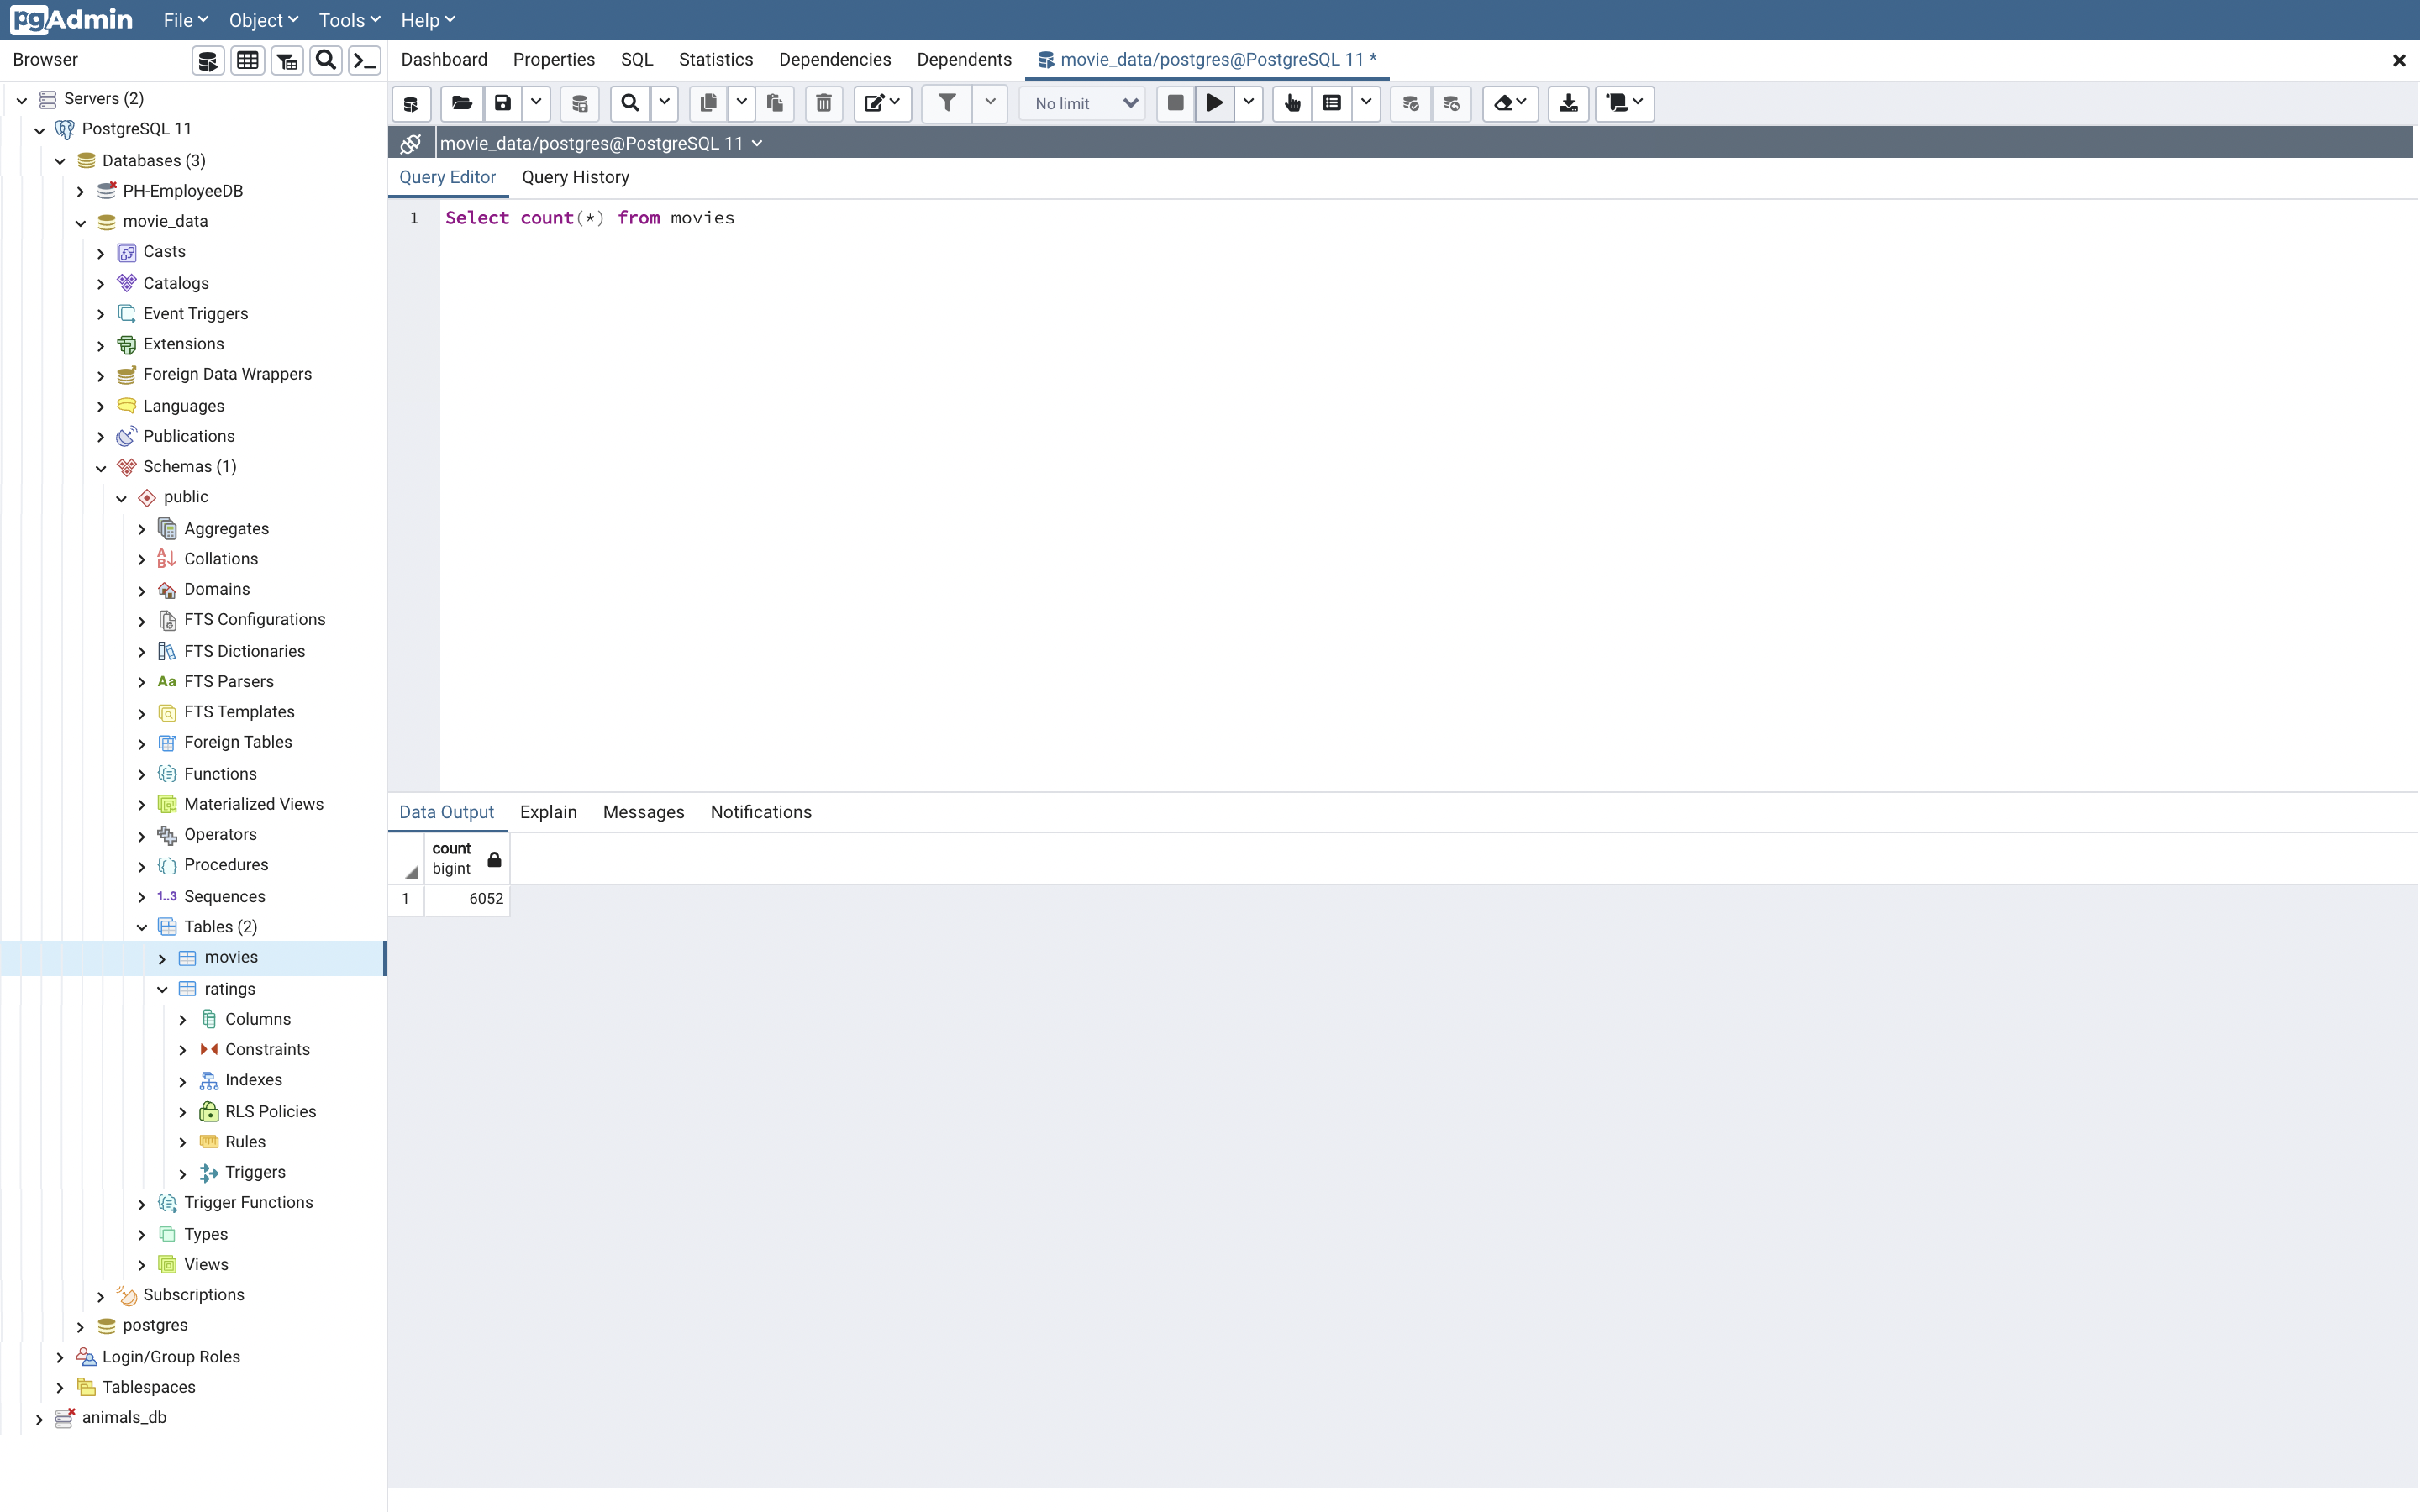 pgAdmin File Object Tools Help
Browser
Dashboard Properties SQL Statistics Dependencies Dependents movie_data/postgres@PostgreSQL 11 *
No limit
movie_data/postgres@PostgreSQL 11
Query Editor Query History
1 Select count(*) from movies
Servers (2)
PostgreSQL 11
Databases (3)
PH-EmployeeDB
movie_data
Casts
Catalogs
Event Triggers
Extensions
Foreign Data Wrappers
Languages
Publications
Schemas (1)
public
Aggregates
Collations
Domains
FTS Configurations
FTS Dictionaries
Aa FTS Parsers
FTS Templates
Foreign Tables
Functions
Materialized Views
Operators
Procedures
1..3 Sequences
Tables (2)
movies
ratings
Columns
Constraints
Indexes
RLS Policies
Rules
Triggers
Trigger Functions
Types
Views
Subscriptions
postgres
Login/Group Roles
Tablespaces
animals_db
Data Output Explain Messages Notifications
count
bigint
1 6052